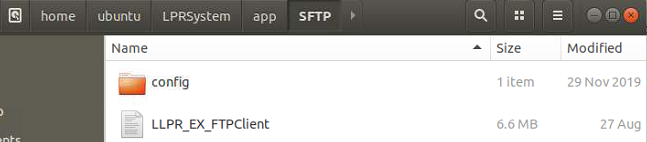 home ubuntu LPRSystem app SFTP
Name Size Modified
config 1 item 29 Nov 2019
LLPR_EX_FTPClient 6.6 MB 27 Aug